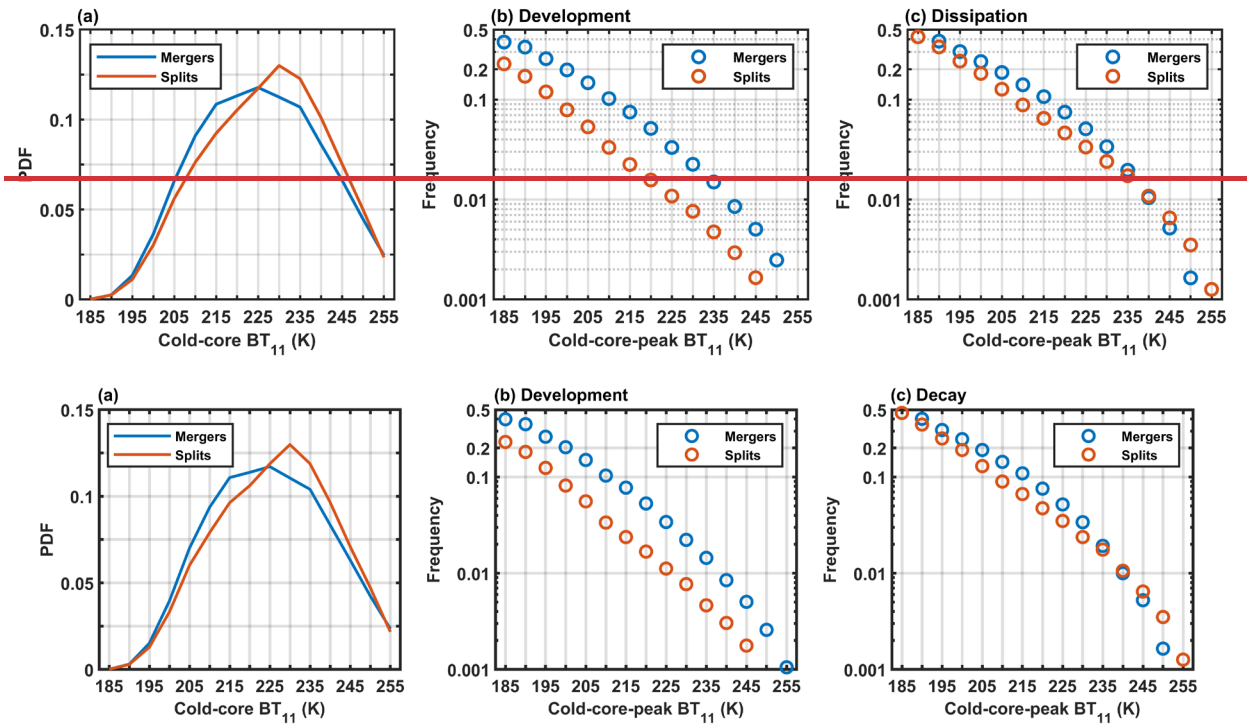 (a)
0.15
0.1
0.05
0
PDF
Mergers
Splits
185 195 205 215 225 235 245 255
Cold-core BT11 (K)
(b) Development
0.5
0.2
0.1
0.01
0.001
Frequency
Mergers
Splits
185 195 205 215 225 235 245 255
Cold-core-peak BT11 (K)
(c) Dissipation
0.5
0.2
0.1
0.01
0.001
Frequency
Mergers
Splits
185 195 205 215 225 235 245 255
Cold-core-peak BT11 (K)
(a)
0.15
0.1
0.05
0
PDF
Mergers
Splits
185 195 205 215 225 235 245 255
Cold-core BT11 (K)
(b) Development
0.5
0.2
0.1
0.01
0.001
Frequency
Mergers
Splits
185 195 205 215 225 235 245 255
Cold-core-peak BT11 (K)
(c) Decay
0.5
0.2
0.1
0.01
0.001
Frequency
Mergers
Splits
185 195 205 215 225 235 245 255
Cold-core-peak BT11 (K)